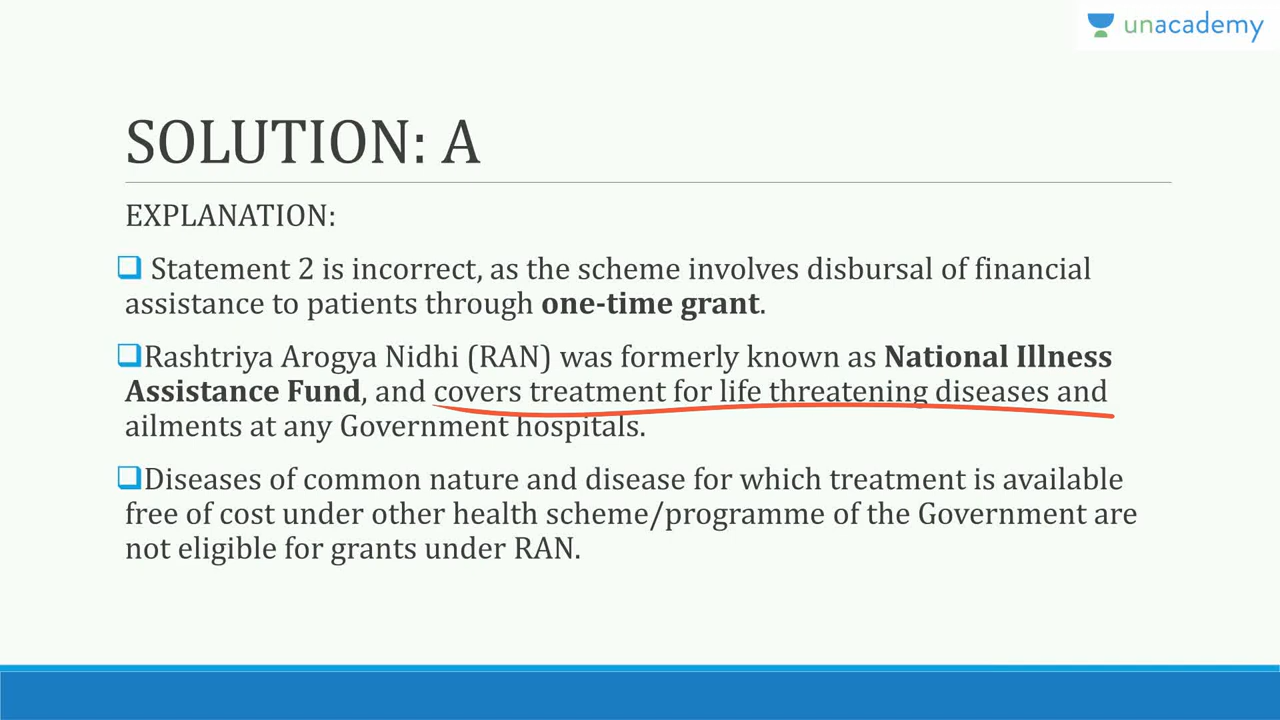 unacademy
SOLUTION: A
EXPLANATION:
Statement 2 is incorrect, as the scheme involves disbursal of financial
assistance to patients through one-time grant.
Rashtriya Arogya Nidhi (RAN) was formerly known as National Illness
Assistance Fund, and covers treatment for life threatening diseases and
ailments at any Government hospitals.
Diseases of common nature and disease for which treatment is available
free of cost under other health scheme/programme of the Government are
not eligible for grants under RAN.